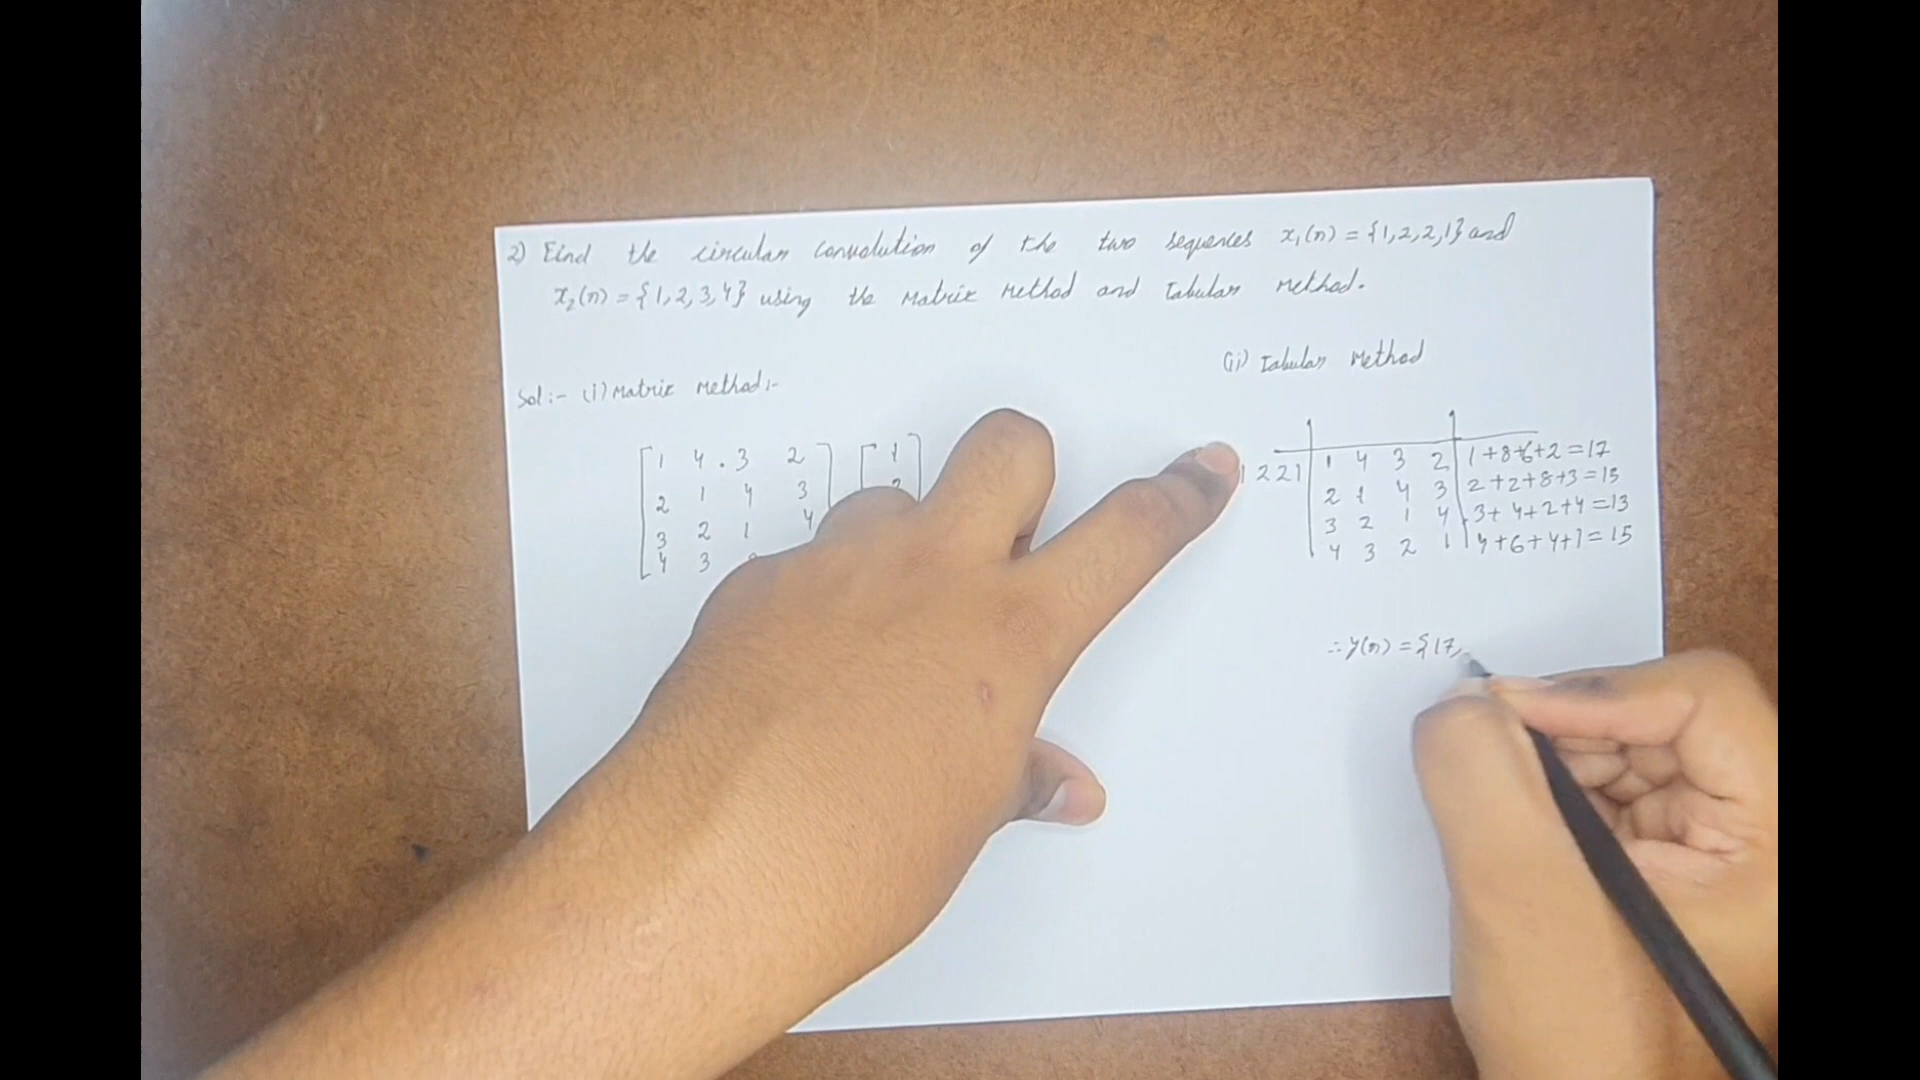 2) Find the circular convolution of the two sequences x₁(n) = {1,2,2,1} and
x₂(n) = {1,2,3,4} using the Matrix Method and Tabular Method.
Sol:- (i) Matrix Method:-
1 4 . 3 2 1
2 1 4 3
3 2 1 4
4 3
(ii) Tabular Method
1 2 2 1 1 4 3 2 1+8+6+2=17
2 1 4 3 2+2+8+3=15
3 2 1 4 3+4+2+4=13
4 3 2 1 4+6+4+1=15
∴ y(n) = {17,